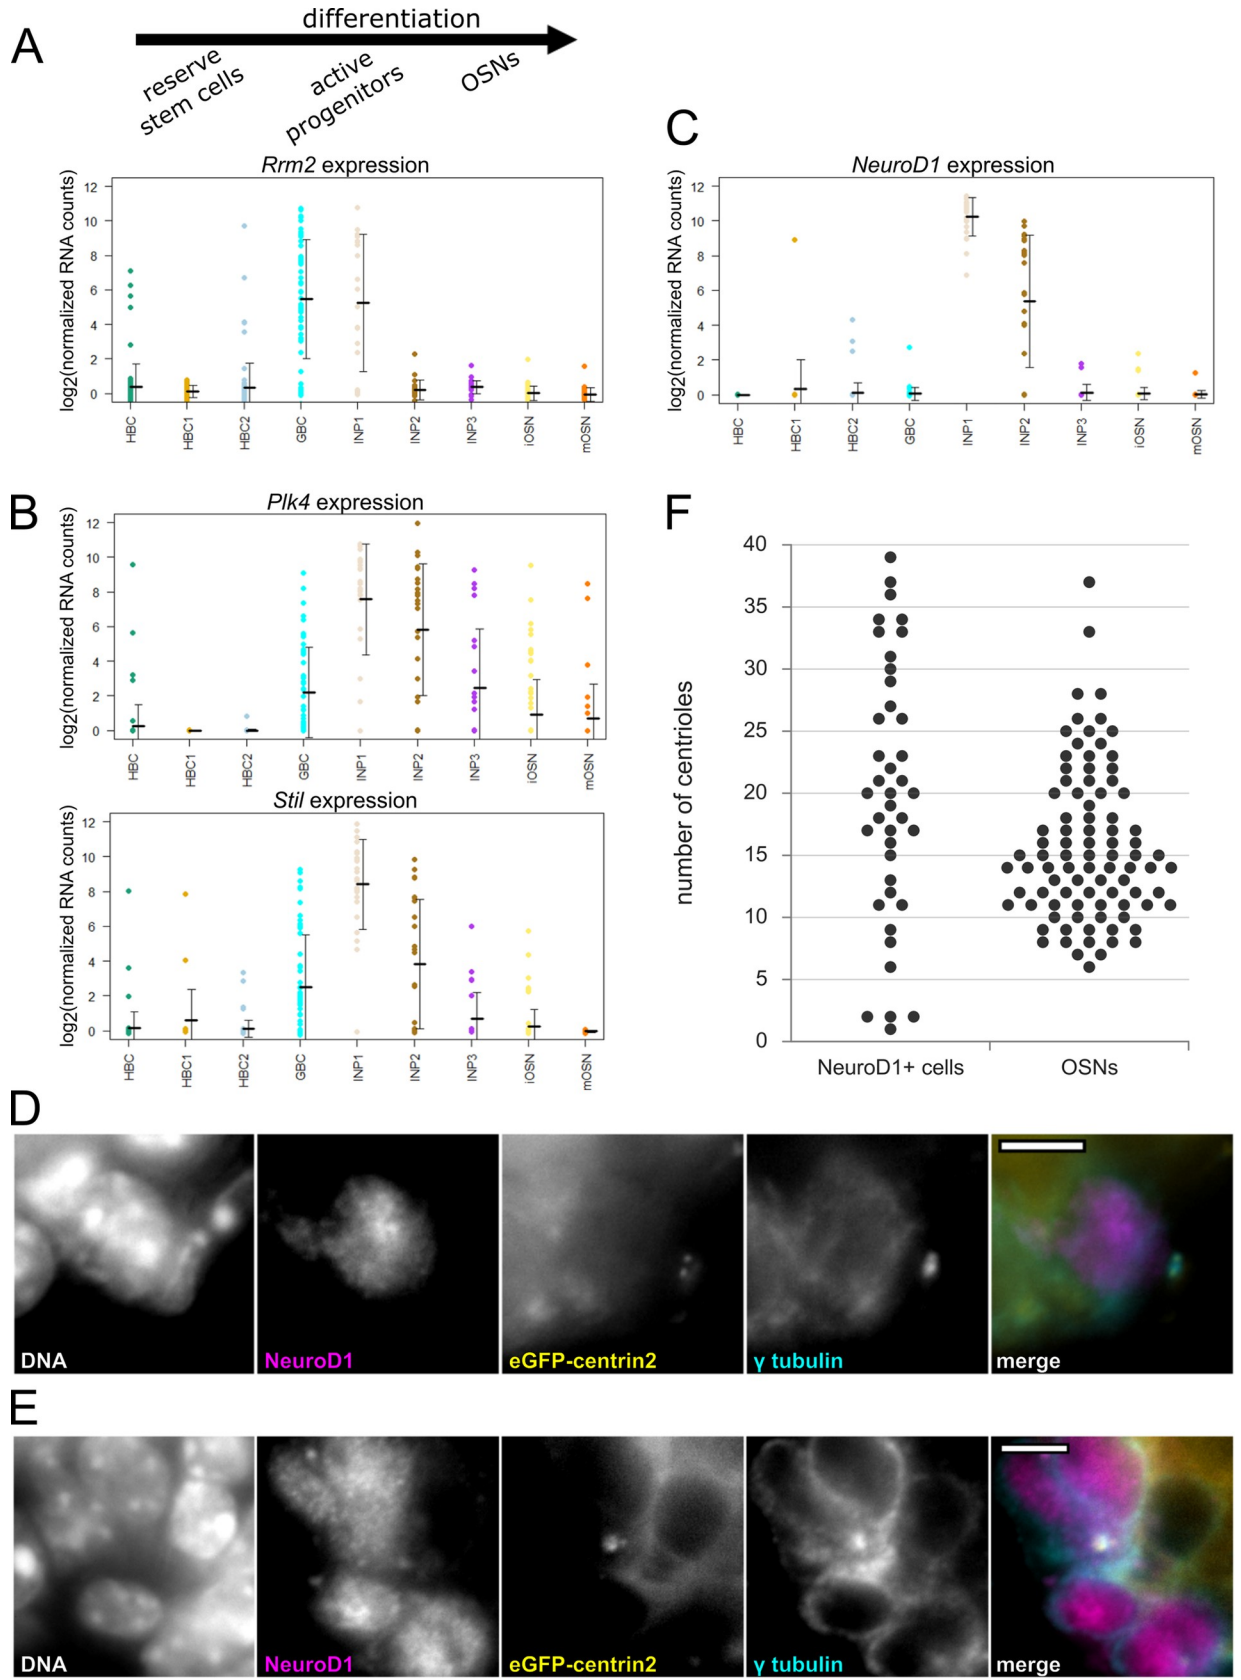 A
differentiation
reserve
stem cells
active
progenitors
OSNs
Rrm2 expression
log2(normalized RNA counts)
12
10
8
6
4
2
0
HBC
HBC1
HBC2
GBC
INP1
INP2
INP3
iOSN
mOSN
C
NeuroD1 expression
log2(normalized RNA counts)
12
10
8
6
4
2
0
HBC
HBC1
HBC2
GBC
INP1
INP2
INP3
iOSN
mOSN
B
Plk4 expression
log2(normalized RNA counts)
12
10
8
6
4
2
0
HBC
HBC1
HBC2
GBC
INP1
INP2
INP3
iOSN
mOSN
Stil expression
log2(normalized RNA counts)
12
10
8
6
4
2
0
HBC
HBC1
HBC2
GBC
INP1
INP2
INP3
iOSN
mOSN
F
number of centrioles
40
35
30
25
20
15
10
5
0
NeuroD1+ cells
OSNs
D
DNA
NeuroD1
eGFP-centrin2
γ tubulin
merge
E
DNA
NeuroD1
eGFP-centrin2
γ tubulin
merge